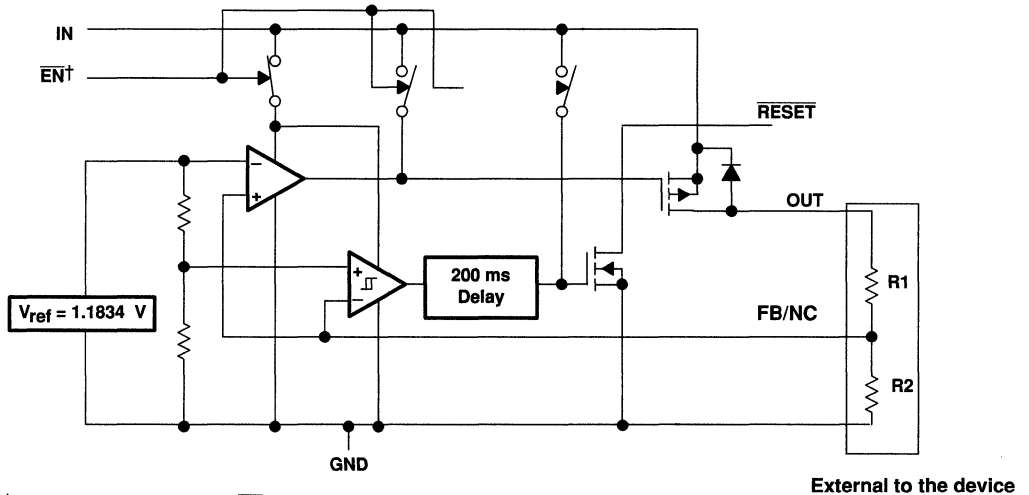 IN
EN†
RESET
−
+
OUT
+
−
200 ms
Delay
R1
Vref = 1.1834 V
FB/NC
R2
GND
External to the device